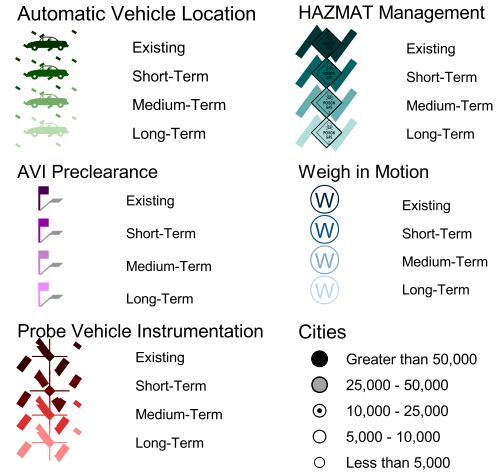 Automatic Vehicle Location
Existing
Short-Term
Medium-Term
Long-Term
HAZMAT Management
Existing
Short-Term
Medium-Term
Long-Term
AVI Preclearance
Existing
Short-Term
Medium-Term
Long-Term
Weigh in Motion
W Existing
W Short-Term
W Medium-Term
W Long-Term
Probe Vehicle Instrumentation
Existing
Short-Term
Medium-Term
Long-Term
Cities
Greater than 50,000
25,000 - 50,000
10,000 - 25,000
5,000 - 10,000
Less than 5,000